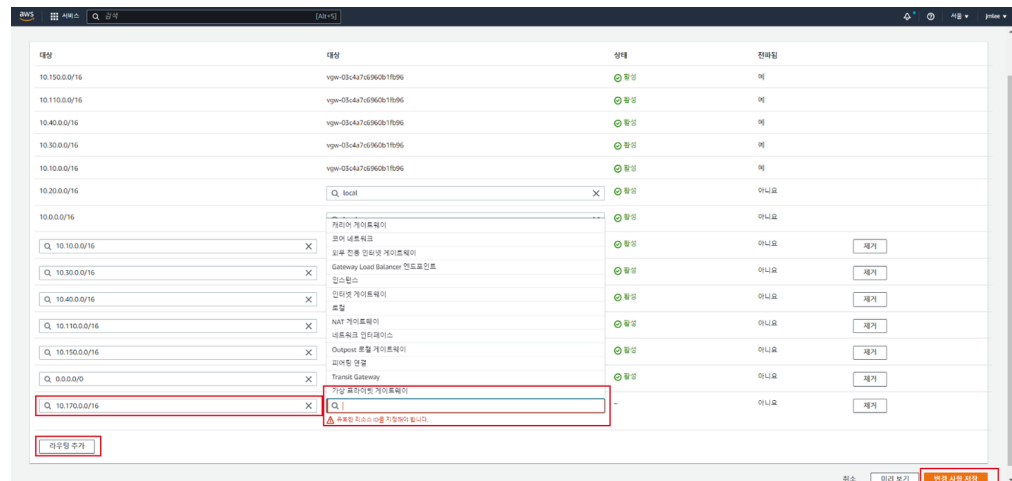 aws 서비스 검색 [Alt+S] 서울 jmlee
대상 대상 상태 전파됨
10.150.0.0/16 vgw-03c4a7c6960b1fb96 활성 예
10.110.0.0/16 vgw-03c4a7c6960b1fb96 활성 예
10.40.0.0/16 vgw-03c4a7c6960b1fb96 활성 예
10.30.0.0/16 vgw-03c4a7c6960b1fb96 활성 예
10.10.0.0/16 vgw-03c4a7c6960b1fb96 활성 예
10.20.0.0/16 local 활성 아니요
10.0.0.0/16 활성 아니요
캐리어 게이트웨이
코어 네트워크
10.10.0.0/16 활성 아니요 제거
외부 전용 인터넷 게이트웨이
Gateway Load Balancer 엔드포인트
10.30.0.0/16 활성 아니요 제거
인스턴스
인터넷 게이트웨이
10.40.0.0/16 활성 아니요 제거
로컬
NAT 게이트웨이
10.110.0.0/16 활성 아니요 제거
네트워크 인터페이스
Outpost 로컬 게이트웨이
10.150.0.0/16 활성 아니요 제거
피어링 연결
Transit Gateway
0.0.0.0/0 활성 아니요 제거
가상 프라이빗 게이트웨이
10.170.0.0/16 - 아니요 제거
유효한 리소스 ID를 지정해야 합니다.
라우팅 추가
취소 미리 보기 변경 사항 저장